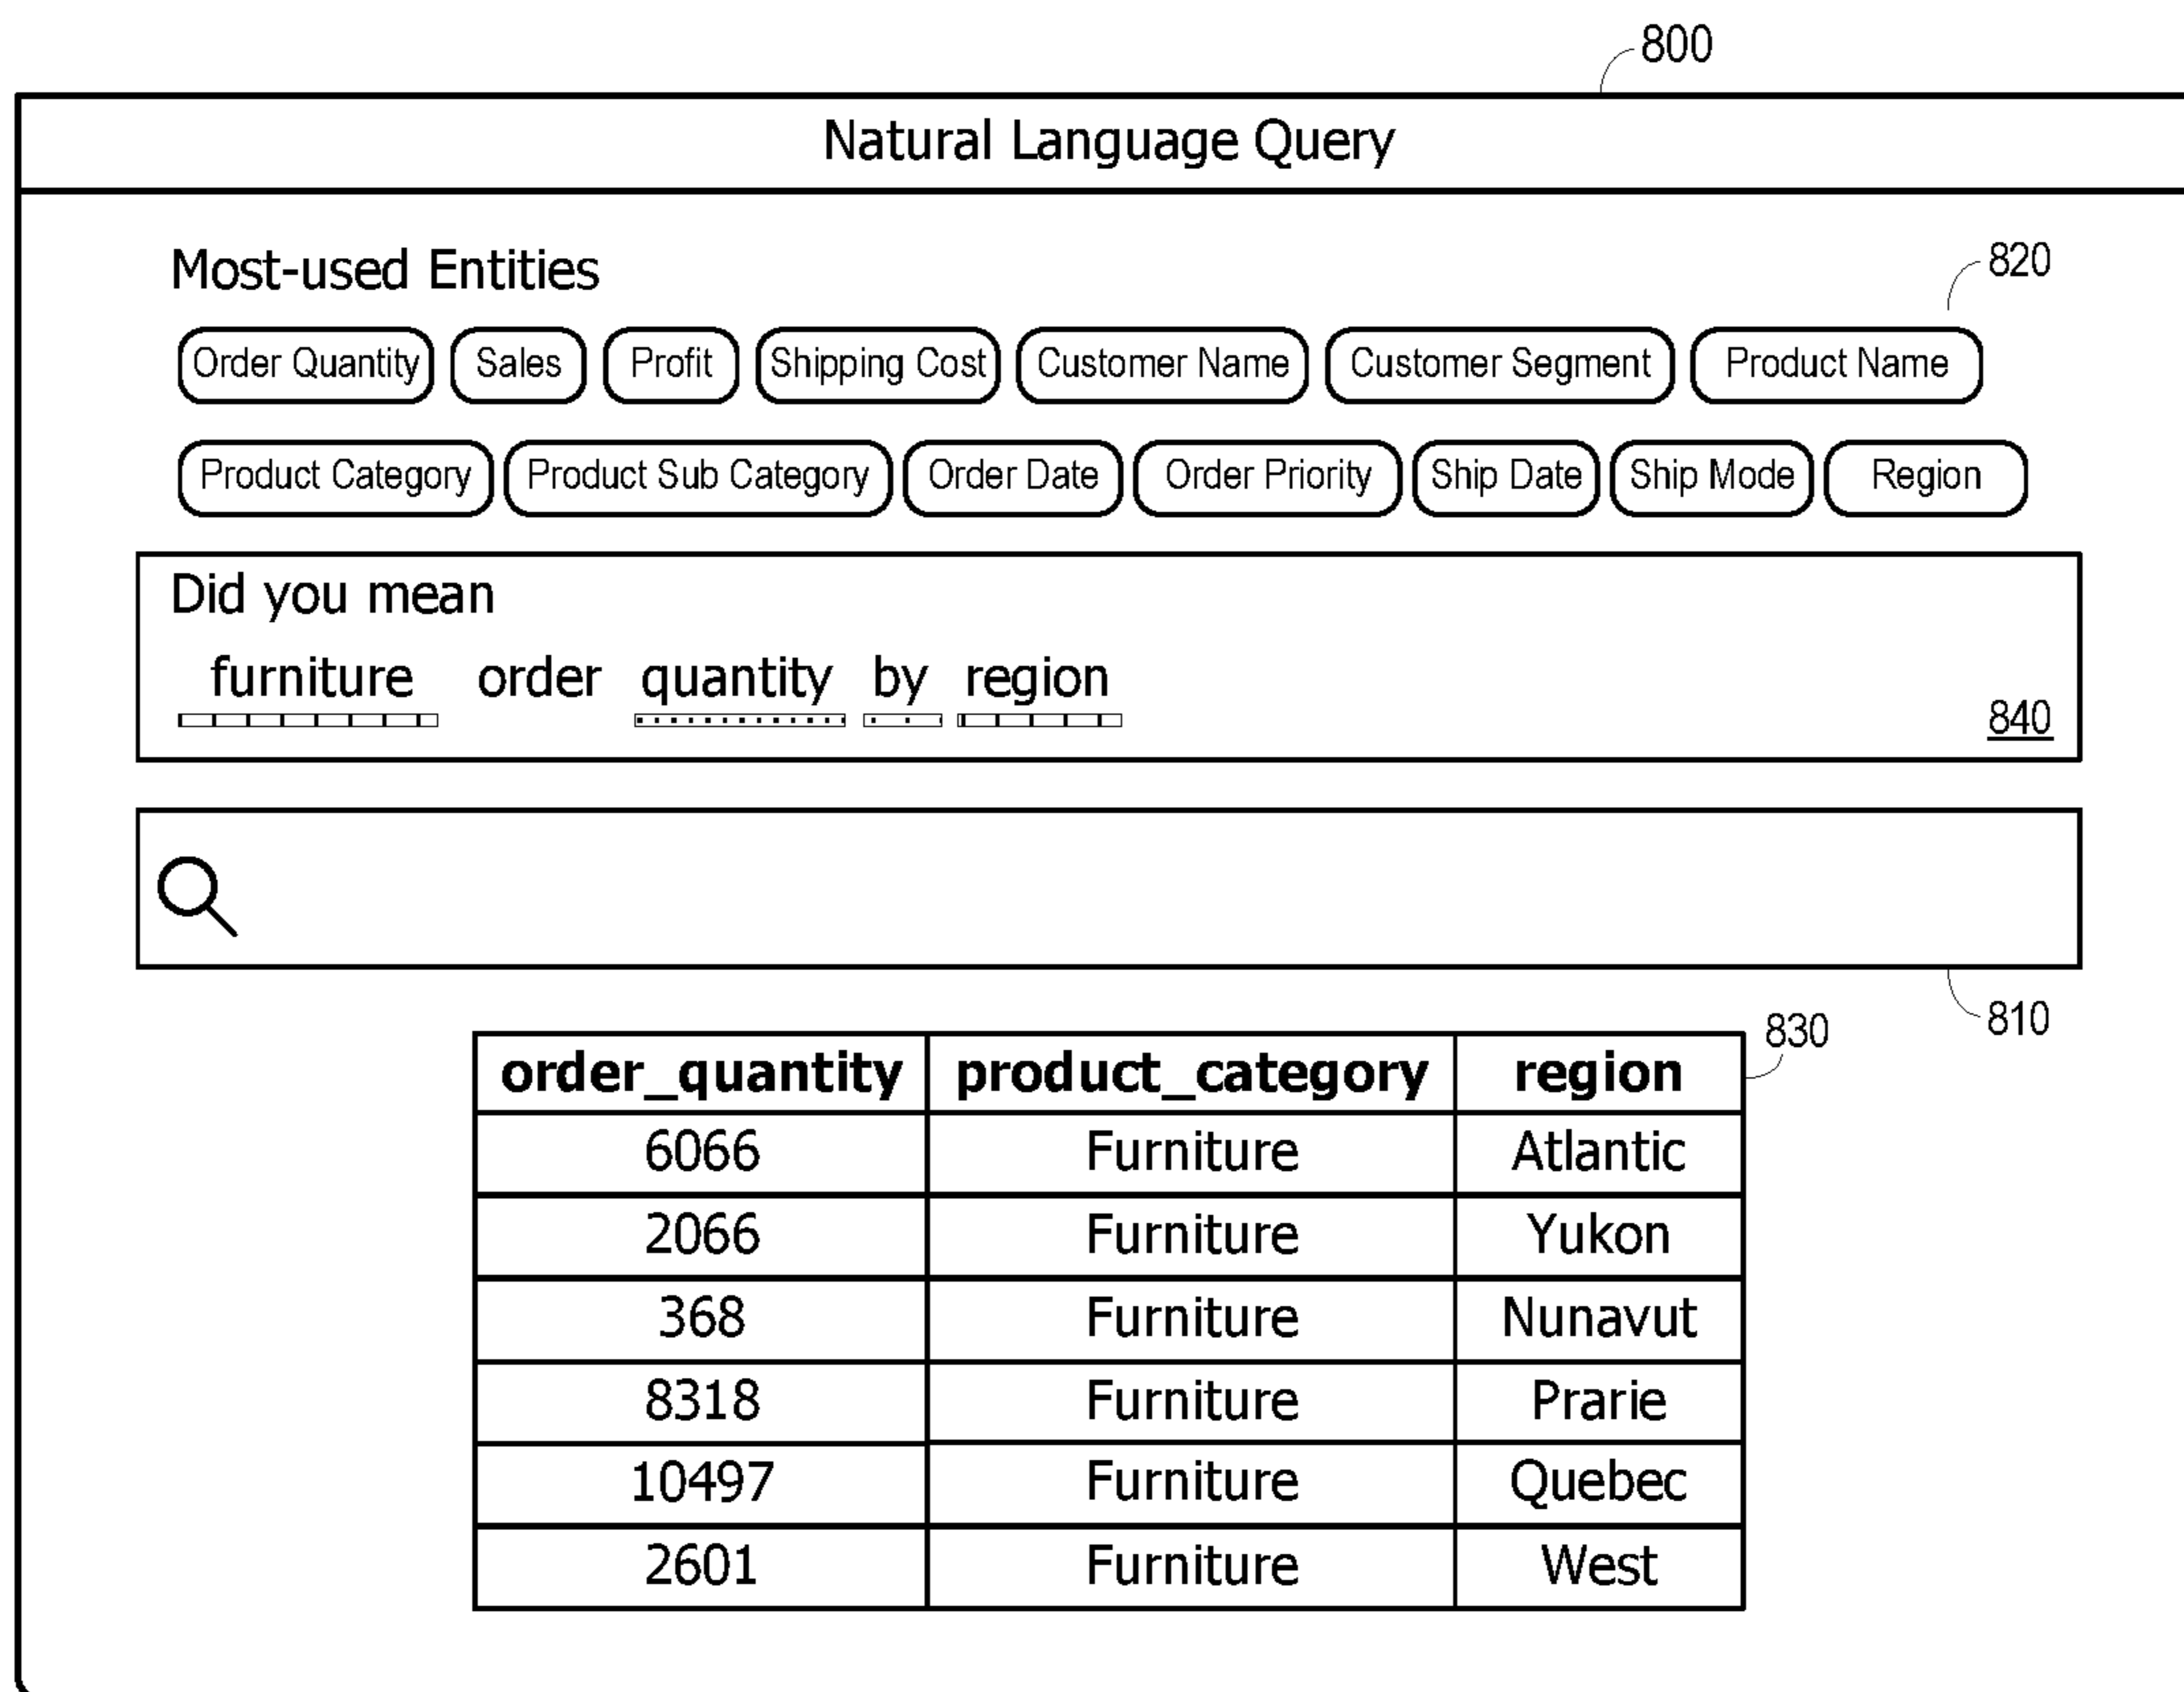 800
Natural Language Query
Most-used Entities
820
Order Quantity Sales Profit Shipping Cost Customer Name Customer Segment Product Name
Product Category Product Sub Category Order Date Order Priority Ship Date Ship Mode Region
Did you mean
furniture order quantity by region
840
810
830
order_quantity product_category region
6066 Furniture Atlantic
2066 Furniture Yukon
368 Furniture Nunavut
8318 Furniture Prarie
10497 Furniture Quebec
2601 Furniture West